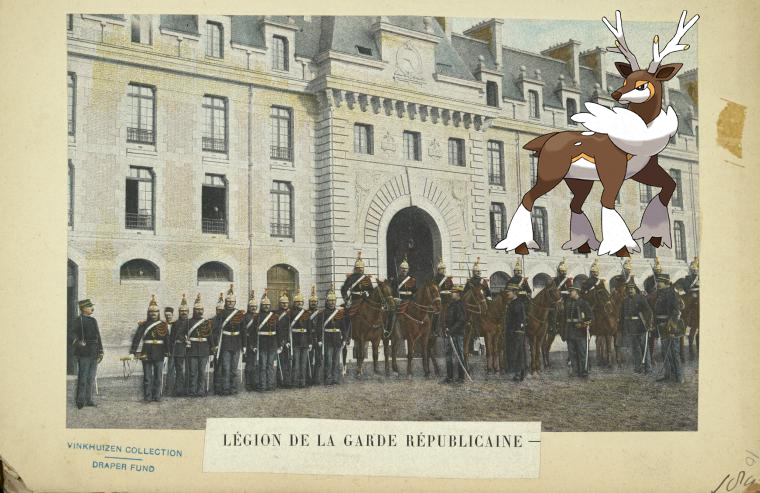 LÉGION DE LA GARDE RÉPUBLICAINE —
VINKHUIZEN COLLECTION
DRAPER FUND